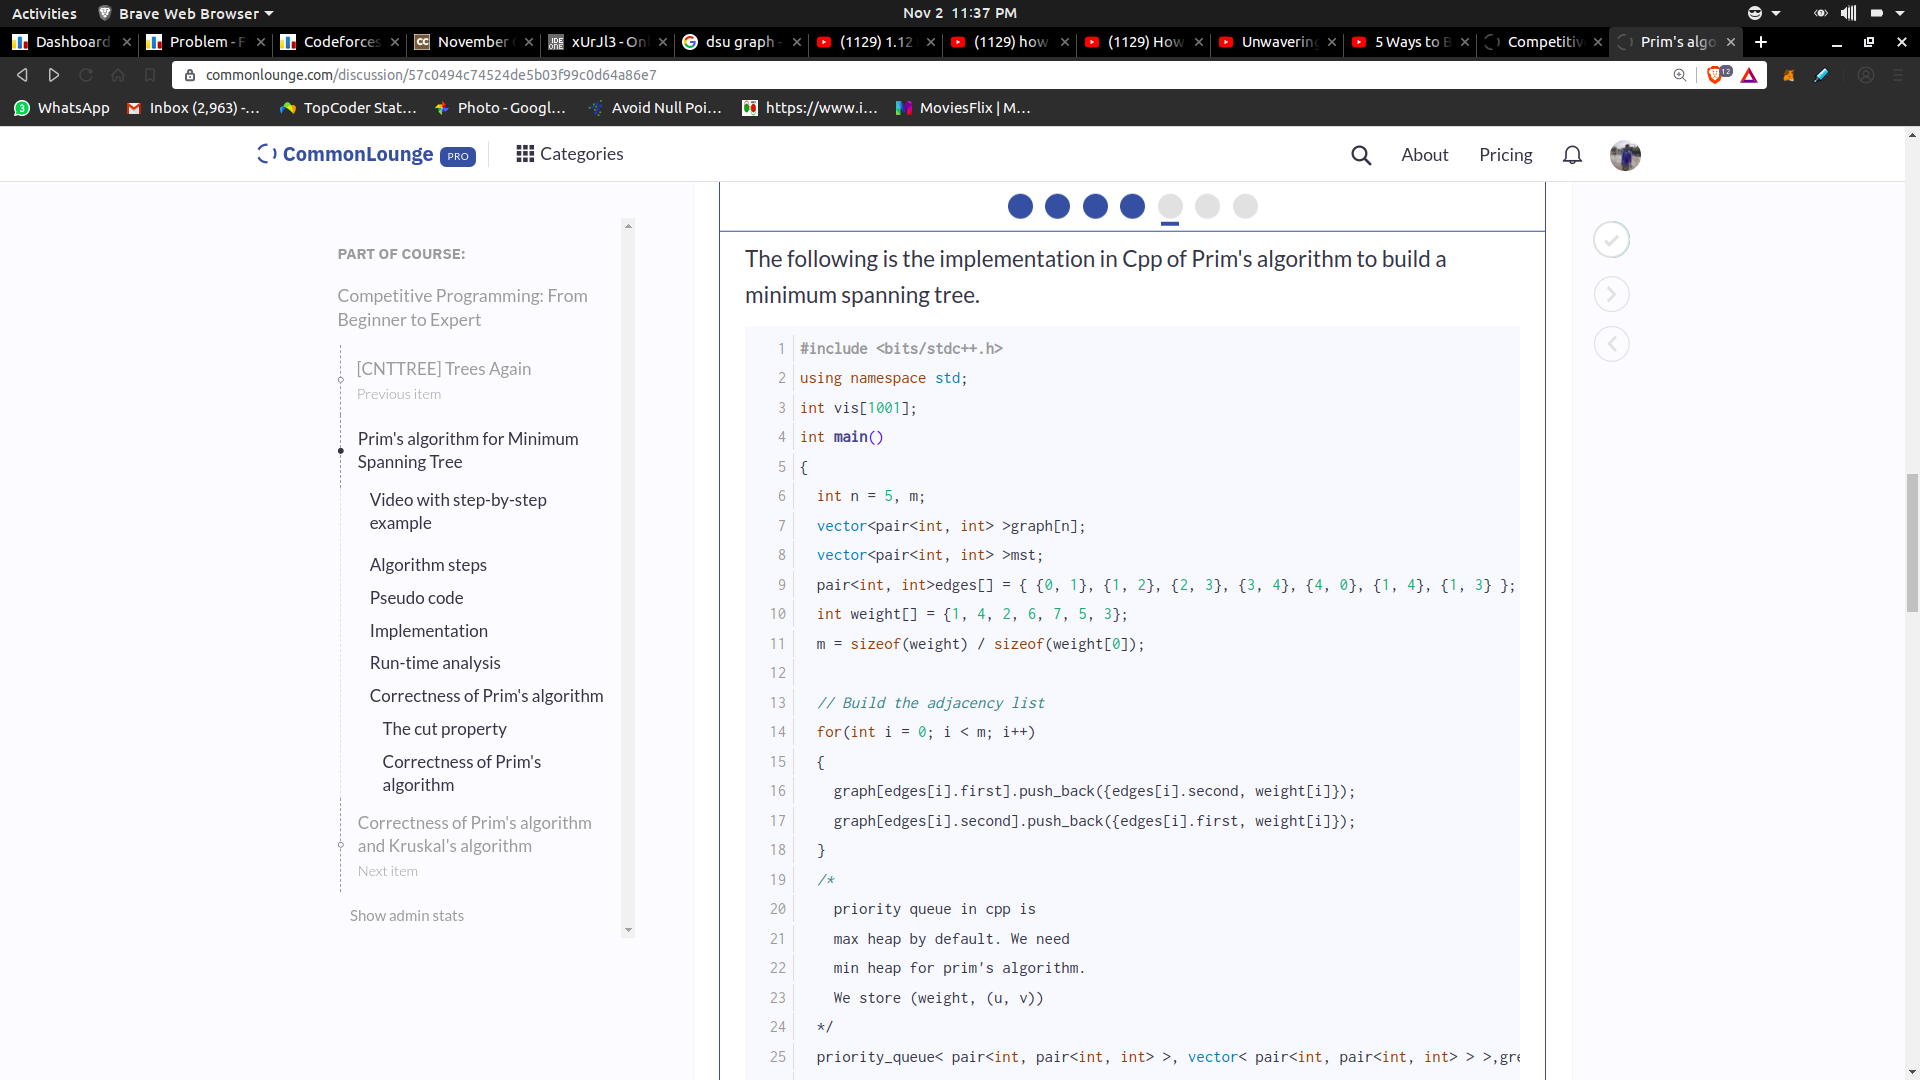 Activities Brave Web Browser Nov 2 11:37 PM
Dashboard Problem - F Codeforces November IDE ONE xUrJl3 - Onl dsu graph - (1129) 1.12 (1129) how (1129) How Unwavering 5 Ways to B Competitiv Prim's algo
commonlounge.com/discussion/57c0494c74524de5b03f99c0d64a86e7 12
WhatsApp Inbox (2,963) -... TopCoder Stat... Photo - Googl... Avoid Null Poi... https://www.i... MoviesFlix | M...
CommonLounge PRO Categories About Pricing
PART OF COURSE:
Competitive Programming: From
Beginner to Expert
[CNTTREE] Trees Again
Previous item
Prim's algorithm for Minimum
Spanning Tree
Video with step-by-step
example
Algorithm steps
Pseudo code
Implementation
Run-time analysis
Correctness of Prim's algorithm
The cut property
Correctness of Prim's
algorithm
Correctness of Prim's algorithm
and Kruskal's algorithm
Next item
Show admin stats
The following is the implementation in Cpp of Prim's algorithm to build a
minimum spanning tree.
1 #include <bits/stdc++.h>
2 using namespace std;
3 int vis[1001];
4 int main()
5 {
6 int n = 5, m;
7 vector<pair<int, int> >graph[n];
8 vector<pair<int, int> >mst;
9 pair<int, int>edges[] = { {0, 1}, {1, 2}, {2, 3}, {3, 4}, {4, 0}, {1, 4}, {1, 3} };
10 int weight[] = {1, 4, 2, 6, 7, 5, 3};
11 m = sizeof(weight) / sizeof(weight[0]);
12
13 // Build the adjacency list
14 for(int i = 0; i < m; i++)
15 {
16 graph[edges[i].first].push_back({edges[i].second, weight[i]});
17 graph[edges[i].second].push_back({edges[i].first, weight[i]});
18 }
19 /*
20 priority queue in cpp is
21 max heap by default. We need
22 min heap for prim's algorithm.
23 We store (weight, (u, v))
24 */
25 priority_queue< pair<int, pair<int, int> >, vector< pair<int, pair<int, int> > >,gre